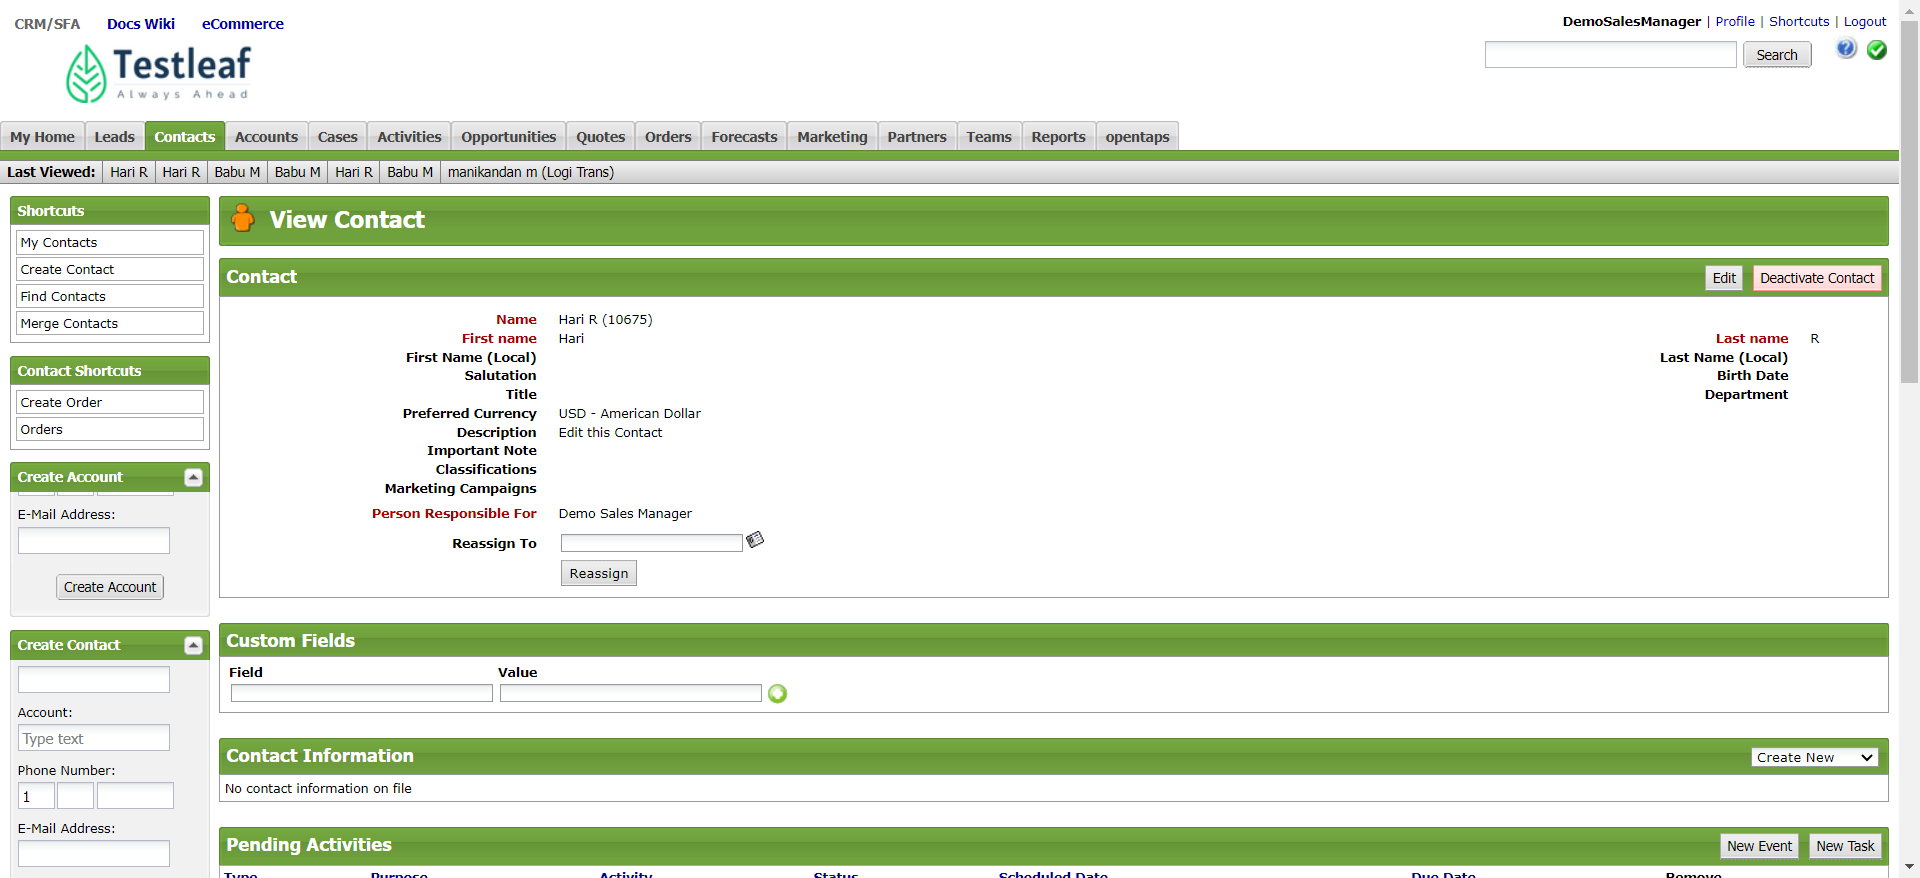 CRM/SFA Docs Wiki eCommerce
DemoSalesManager | Profile | Shortcuts | Logout
Testleaf
Always Ahead
Search
My Home Leads Contacts Accounts Cases Activities Opportunities Quotes Orders Forecasts Marketing Partners Teams Reports opentaps
Last Viewed: Hari R Hari R Babu M Babu M Hari R Babu M manikandan m (Logi Trans)
Shortcuts
My Contacts
Create Contact
Find Contacts
Merge Contacts
Contact Shortcuts
Create Order
Orders
Create Account
E-Mail Address:
Create Account
Create Contact
Account:
Type text
Phone Number:
1
E-Mail Address:
View Contact
Contact Edit Deactivate Contact
Name Hari R (10675)
First name Hari Last name R
First Name (Local) Last Name (Local)
Salutation Birth Date
Title Department
Preferred Currency USD - American Dollar
Description Edit this Contact
Important Note
Classifications
Marketing Campaigns
Person Responsible For Demo Sales Manager
Reassign To
Reassign
Custom Fields
Field Value
Contact Information Create New
No contact information on file
Pending Activities New Event New Task
Type Purpose Activity Status Scheduled Date Due Date Remove